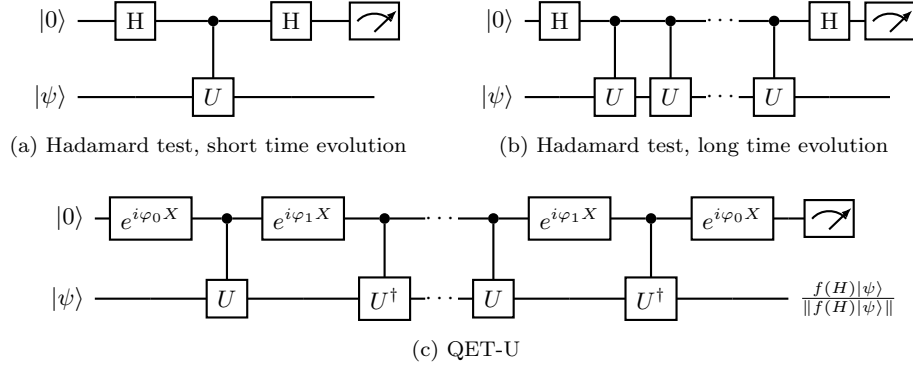 |0⟩ H H |0⟩ H ··· H
|ψ⟩ U |ψ⟩ U U ··· U
(a) Hadamard test, short time evolution (b) Hadamard test, long time evolution
|0⟩ e^{iφ₀X} e^{iφ₁X} ··· e^{iφ₁X} e^{iφ₀X}
|ψ⟩ U U† ··· U U† f(H)|ψ⟩ / ∥f(H)|ψ⟩∥
(c) QET-U